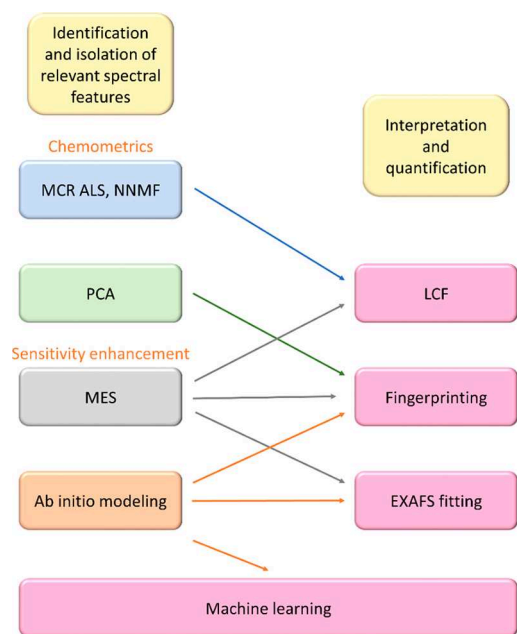 Identification
and isolation of
relevant spectral
features
Interpretation
and
quantification
Chemometrics
MCR ALS, NNMF
PCA
LCF
Sensitivity enhancement
MES
Fingerprinting
Ab initio modeling
EXAFS fitting
Machine learning